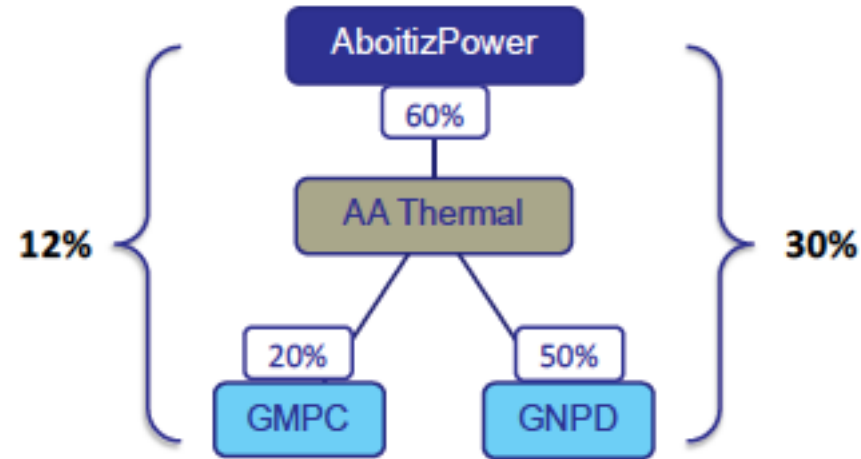 AboitizPower
60%
AA Thermal
12%
30%
20%
50%
GMPC
GNPD